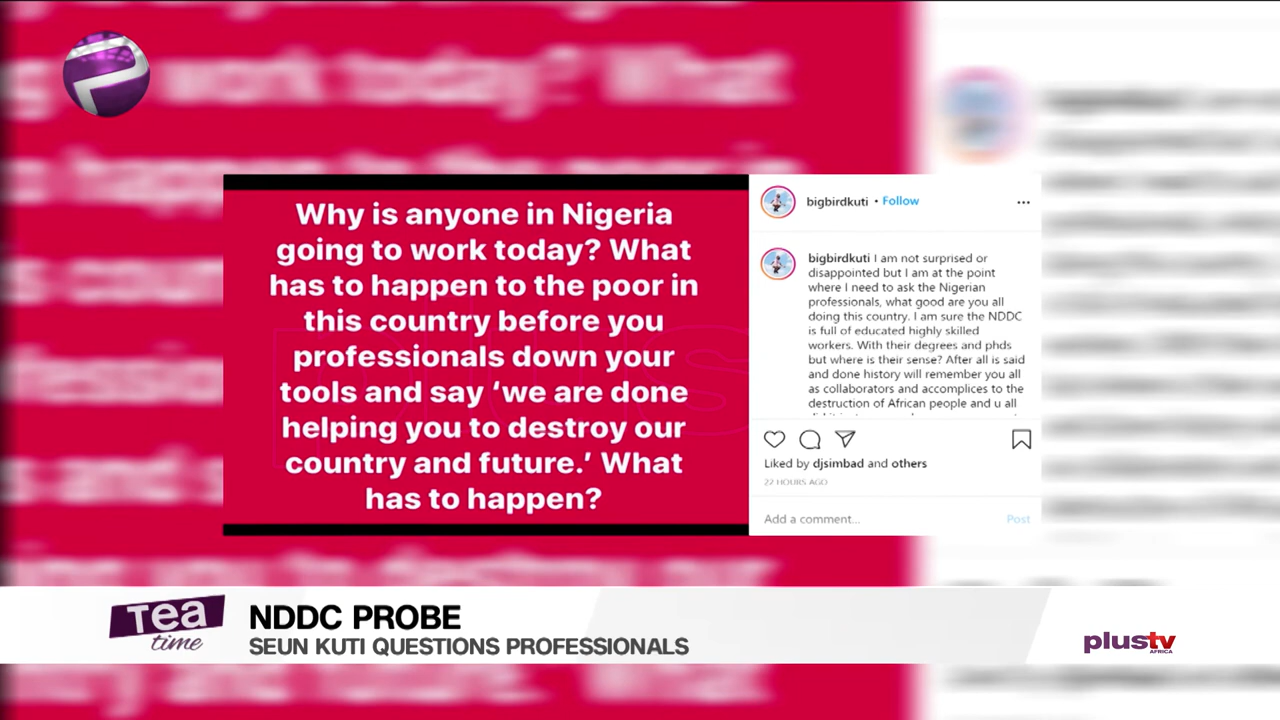 Why is anyone in Nigeria
going to work today? What
has to happen to the poor in
this country before you
professionals down your
tools and say ‘we are done
helping you to destroy our
country and future.’ What
has to happen?
bigbirdkuti • Follow
bigbirdkuti I am not surprised or
disappointed but I am at the point
where I need to ask the Nigerian
professionals, what good are you all
doing this country. I am sure the NDDC
is full of educated highly skilled
workers. With their degrees and phds
but where is their sense? After all is said
and done history will remember you all
as collaborators and accomplices to the
destruction of African people and u all
Liked by djsimbad and others
22 HOURS AGO
Add a comment... Post
Tea
time
NDDC PROBE
SEUN KUTI QUESTIONS PROFESSIONALS
plustv
AFRICA